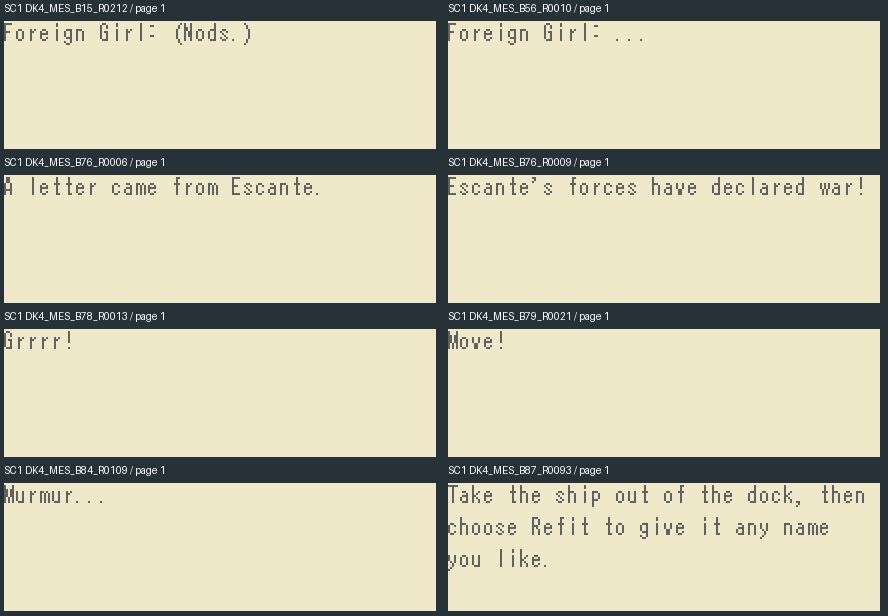 SC1 DK4_MES_B15_R0212 / page 1
Foreign Girl: (Nods.)
SC1 DK4_MES_B56_R0010 / page 1
Foreign Girl: ...
SC1 DK4_MES_B76_R0006 / page 1
A letter came from Escante.
SC1 DK4_MES_B76_R0009 / page 1
Escante's forces have declared war!
SC1 DK4_MES_B78_R0013 / page 1
Grrrr!
SC1 DK4_MES_B79_R0021 / page 1
Move!
SC1 DK4_MES_B84_R0109 / page 1
Murmur...
SC1 DK4_MES_B87_R0093 / page 1
Take the ship out of the dock, then
choose Refit to give it any name
you like.